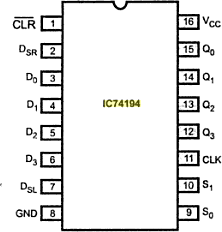 C̅L̅R̅ 1 16 VCC
DSR 2 15 Q0
D0 3 14 Q1
IC74194
D1 4 13 Q2
D2 5 12 Q3
D3 6 11 CLK
DSL 7 10 S1
GND 8 9 S0